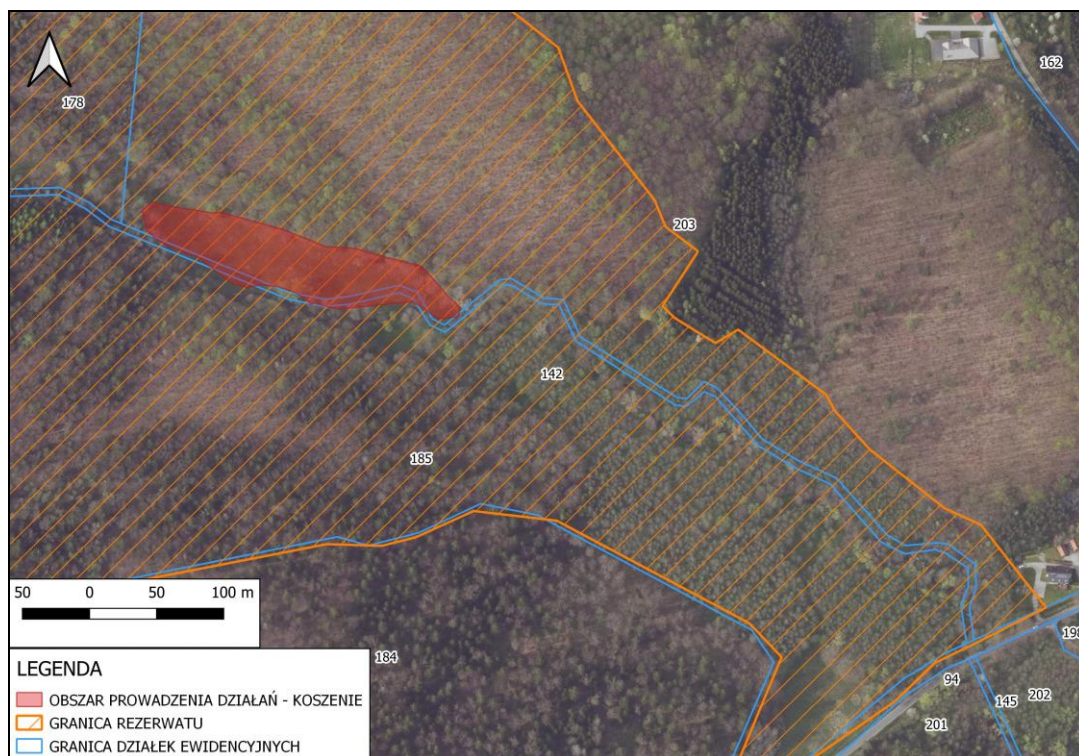 162
178
203
142
185
50 0 50 100 m
184
198
94
145
202
201
LEGENDA
OBSZAR PROWADZENIA DZIAŁAŃ - KOSZENIE
GRANICA REZERWATU
GRANICA DZIAŁEK EWIDENCYJNYCH